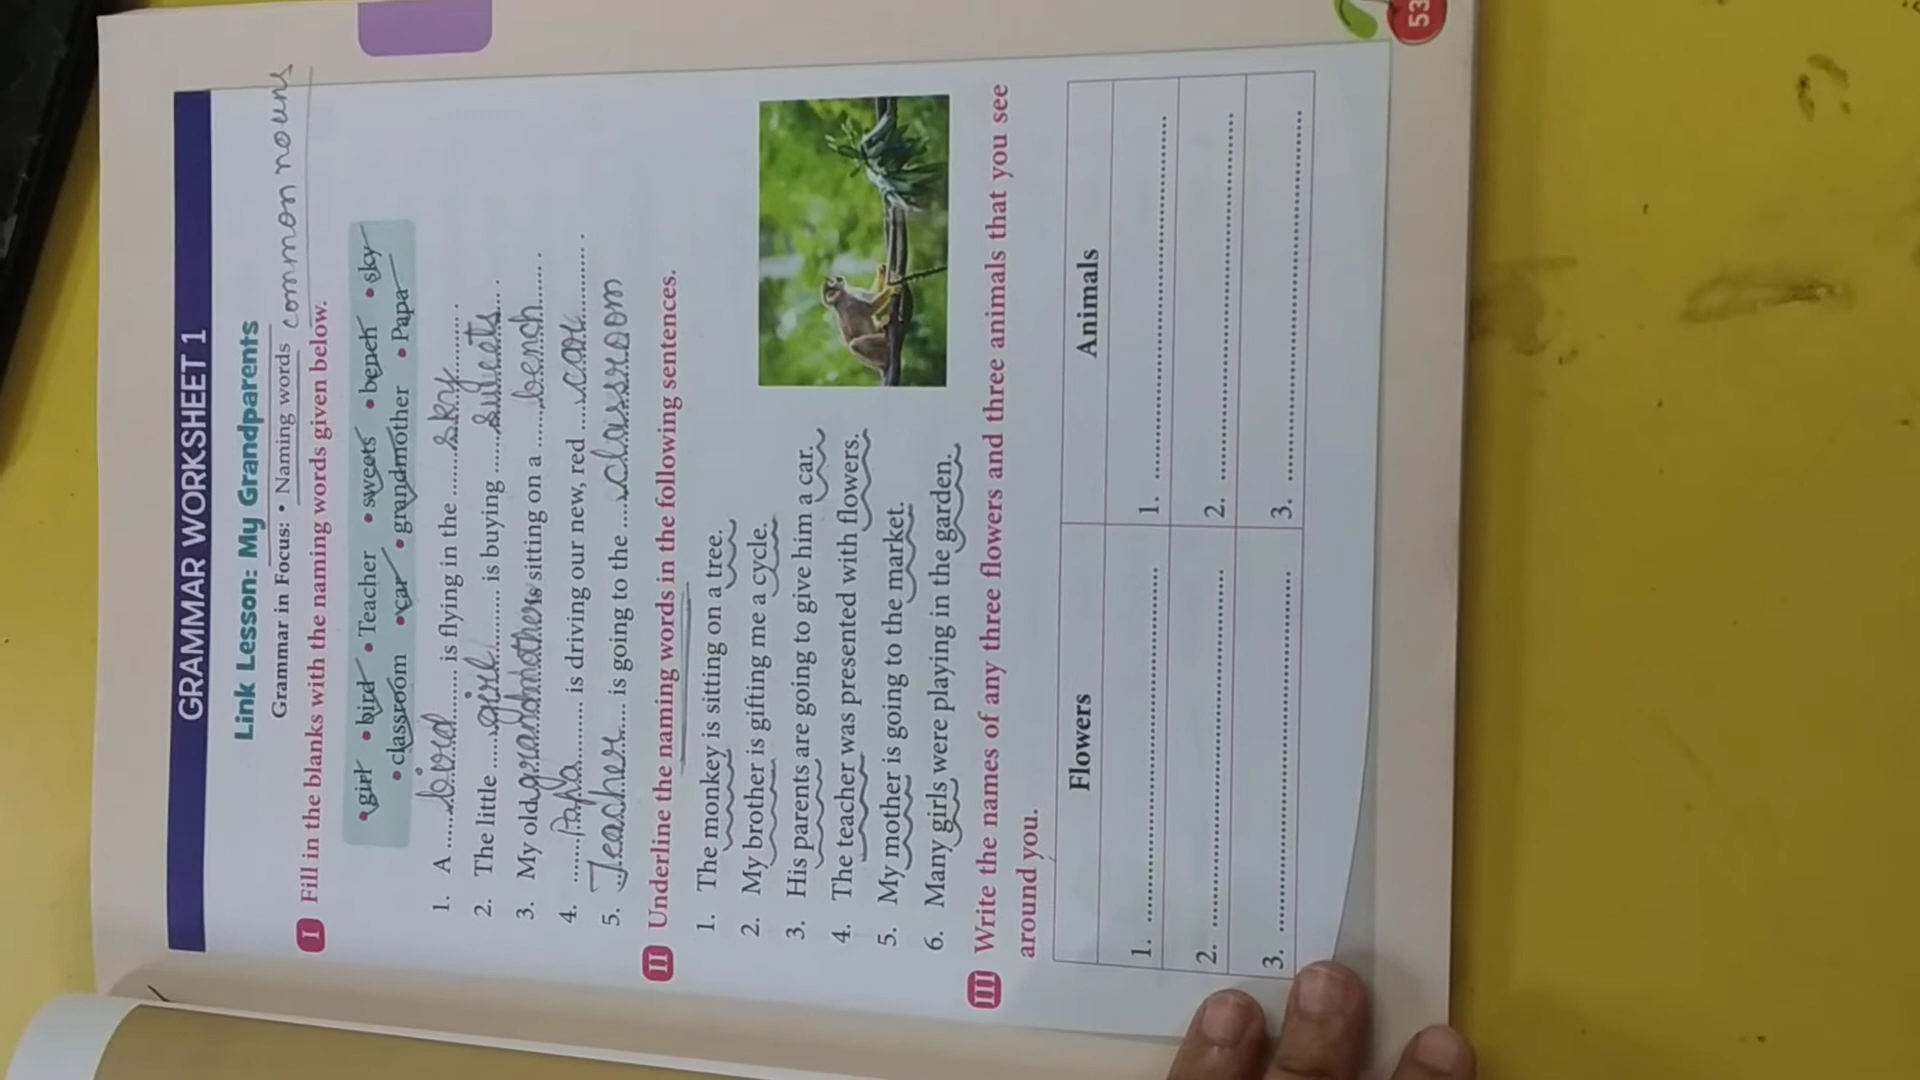 GRAMMAR WORKSHEET 1
Link Lesson: My Grandparents
Grammar in Focus: • Naming words common nouns
I Fill in the blanks with the naming words given below.
• girl • bird • Teacher • sweets • bench • sky
• classroom • car • grandmother • Papa
1. A ..... bird .......... is flying in the ........ sky ..........
2. The little ..... girl .......... is buying ..... sweets .....
3. My old grandmother is sitting on a ..... bench .......
4. ...... Papa .......... is driving our new, red ..... car ..........
5. Teacher ..... is going to the ..... classroom
II Underline the naming words in the following sentences.
1. The monkey is sitting on a tree.
2. My brother is gifting me a cycle.
3. His parents are going to give him a car.
4. The teacher was presented with flowers.
5. My mother is going to the market.
6. Many girls were playing in the garden.
III Write the names of any three flowers and three animals that you see
around you.
Flowers Animals
1. ........................................ 1. ........................................
2. ........................................ 2. ........................................
3. ........................................ 3. ........................................
53